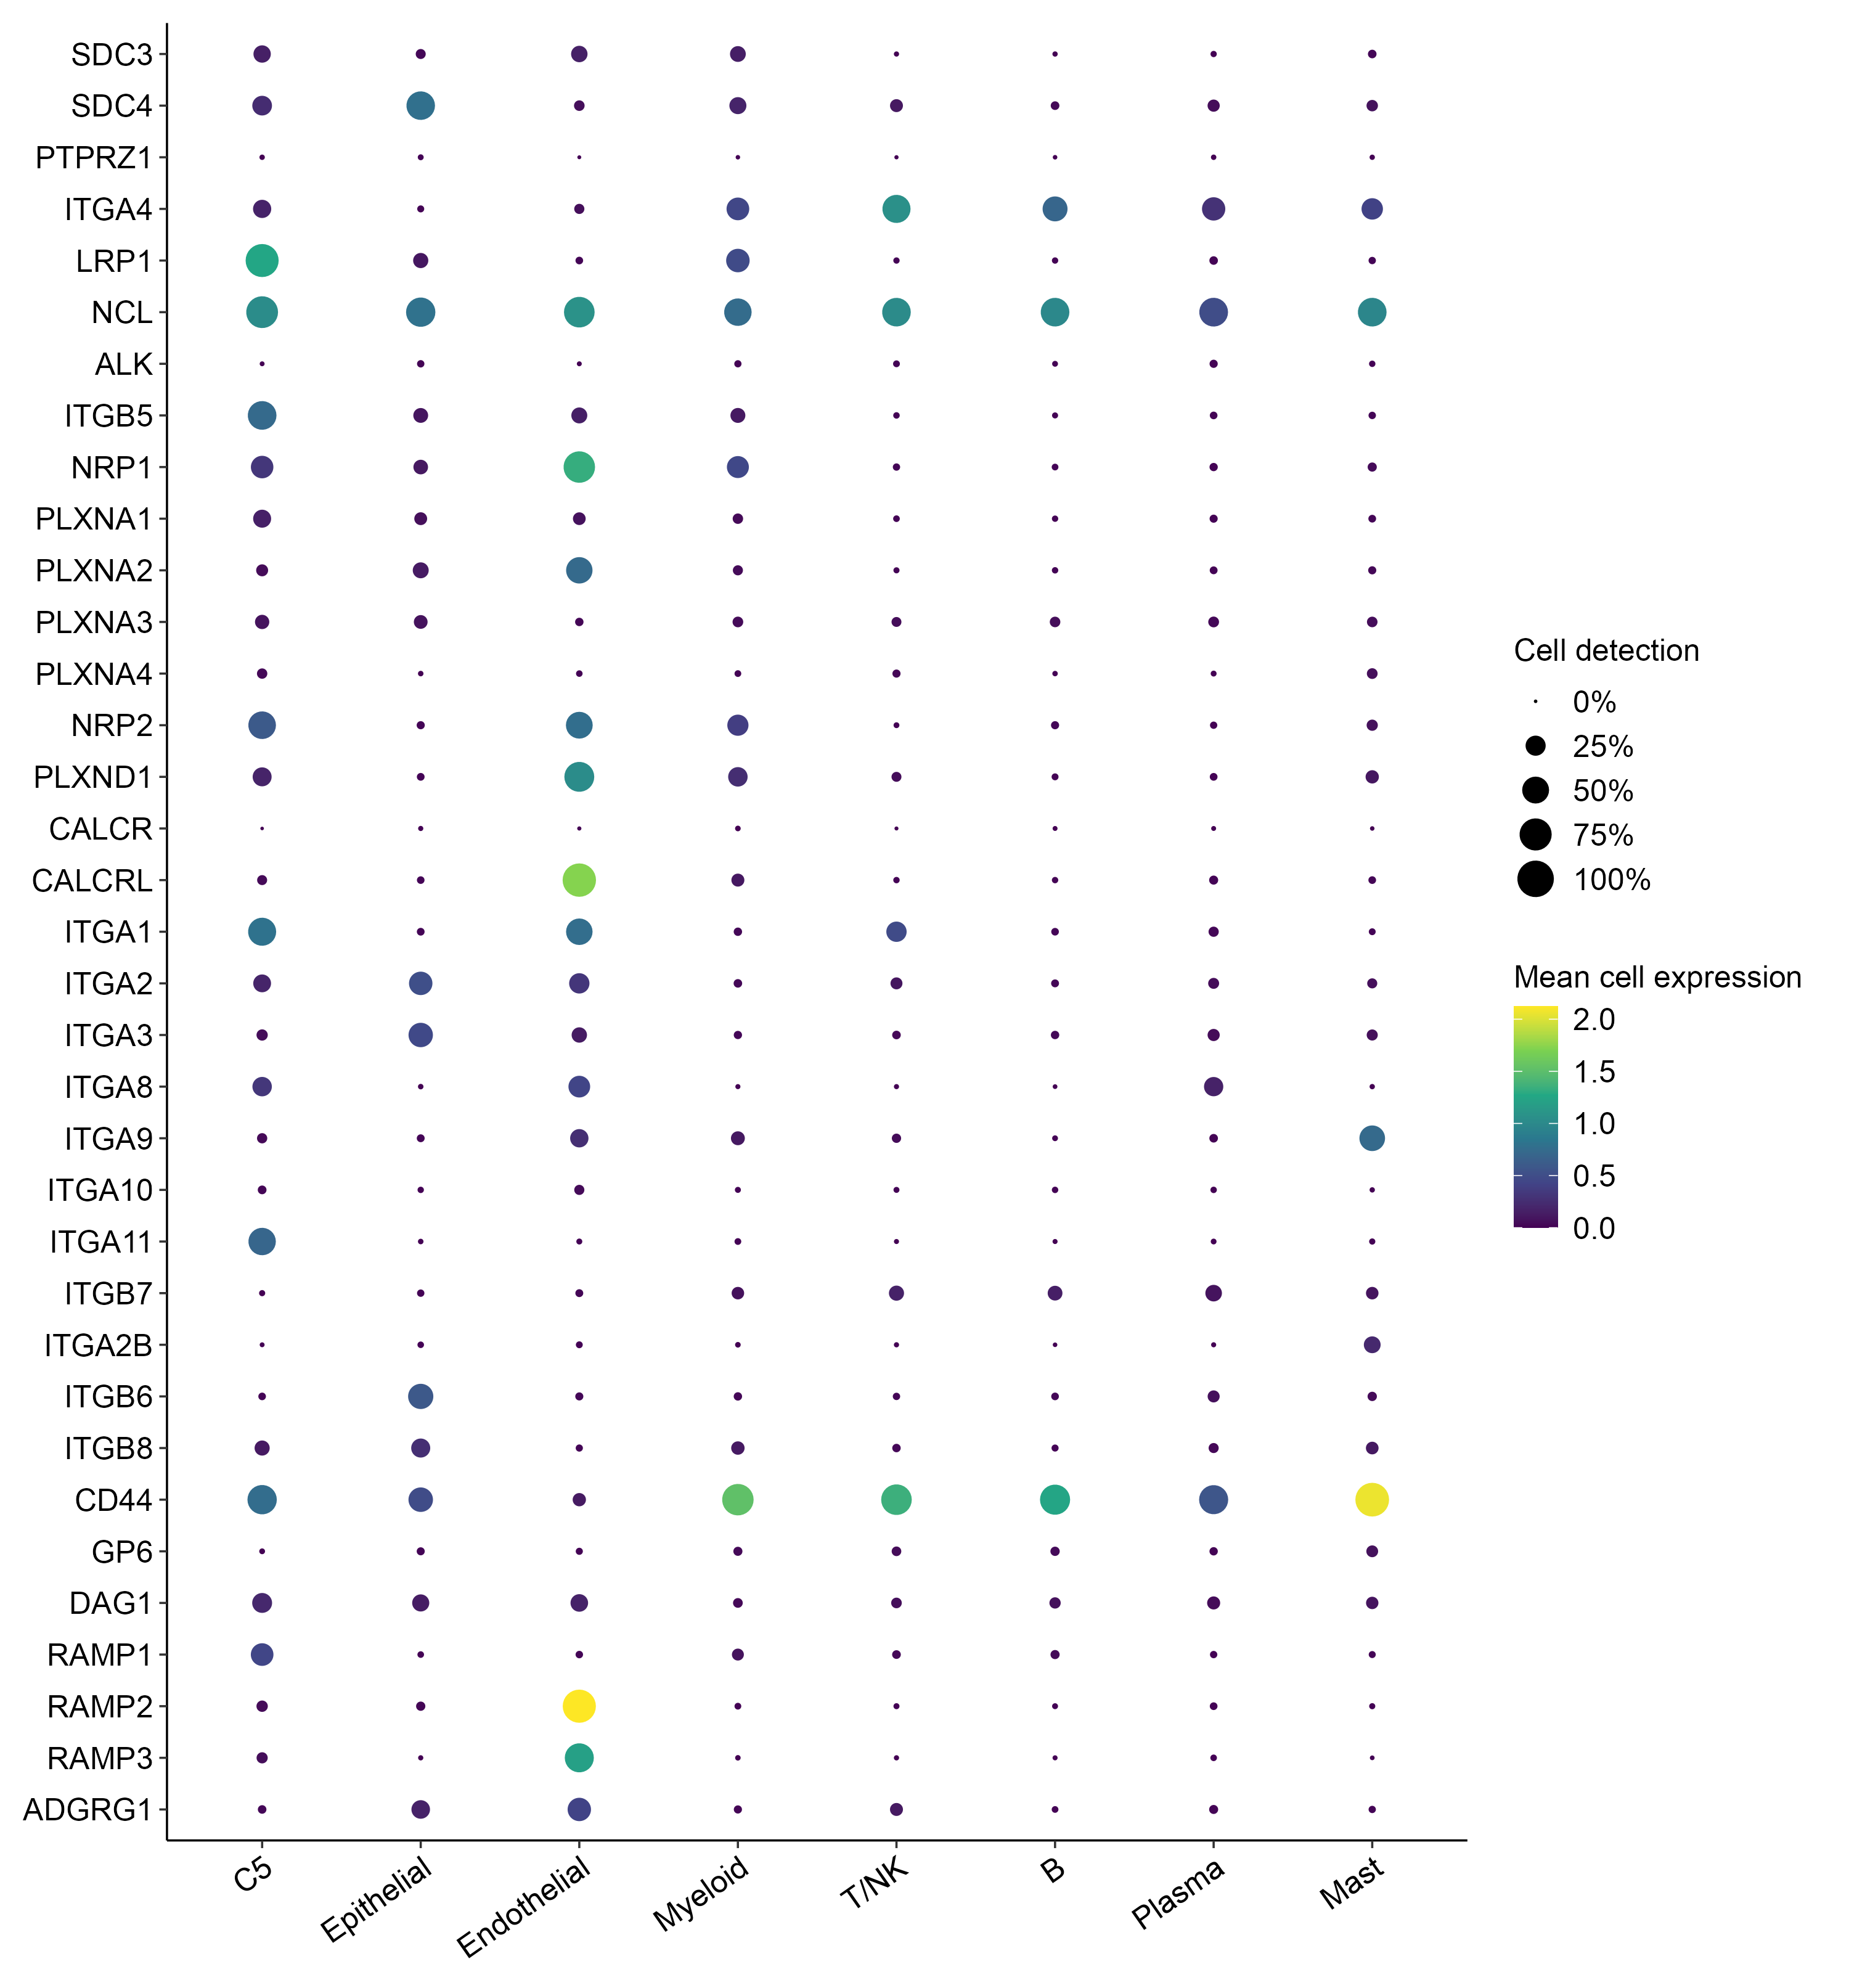 SDC3
SDC4
PTPRZ1
ITGA4
LRP1
NCL
ALK
ITGB5
NRP1
PLXNA1
PLXNA2
PLXNA3
PLXNA4
NRP2
PLXND1
CALCR
CALCRL
ITGA1
ITGA2
ITGA3
ITGA8
ITGA9
ITGA10
ITGA11
ITGB7
ITGA2B
ITGB6
ITGB8
CD44
GP6
DAG1
RAMP1
RAMP2
RAMP3
ADGRG1
C5
Epithelial
Endothelial
Myeloid
T/NK
B
Plasma
Mast
Cell detection
0%
25%
50%
75%
100%
Mean cell expression
2.0
1.5
1.0
0.5
0.0